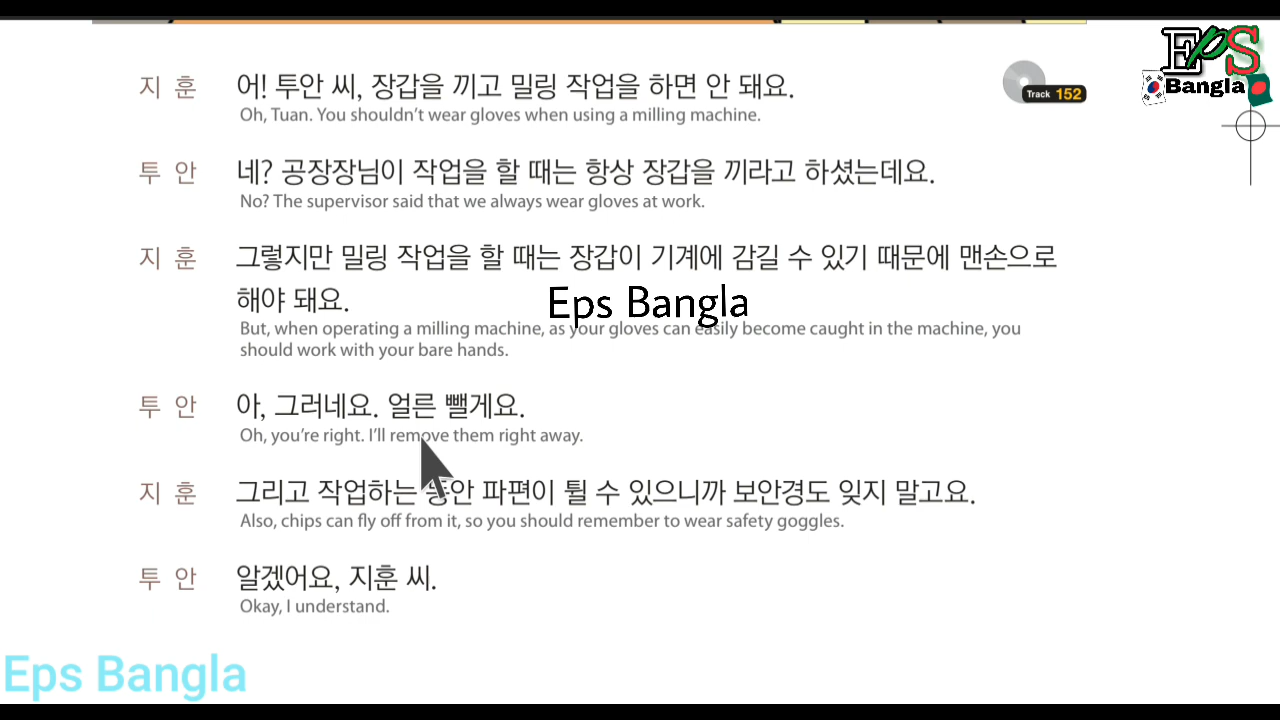 지 훈 어! 투안 씨, 장갑을 끼고 밀링 작업을 하면 안 돼요.
Oh, Tuan. You shouldn't wear gloves when using a milling machine.
Track 152
EPS
Bangla
투 안 네? 공장장님이 작업을 할 때는 항상 장갑을 끼라고 하셨는데요.
No? The supervisor said that we always wear gloves at work.
지 훈 그렇지만 밀링 작업을 할 때는 장갑이 기계에 감길 수 있기 때문에 맨손으로
해야 돼요.
Eps Bangla
But, when operating a milling machine, as your gloves can easily become caught in the machine, you
should work with your bare hands.
투 안 아, 그러네요. 얼른 뺄게요.
Oh, you're right. I'll remove them right away.
지 훈 그리고 작업하는 동안 파편이 튈 수 있으니까 보안경도 잊지 말고요.
Also, chips can fly off from it, so you should remember to wear safety goggles.
투 안 알겠어요, 지훈 씨.
Okay, I understand.
Eps Bangla